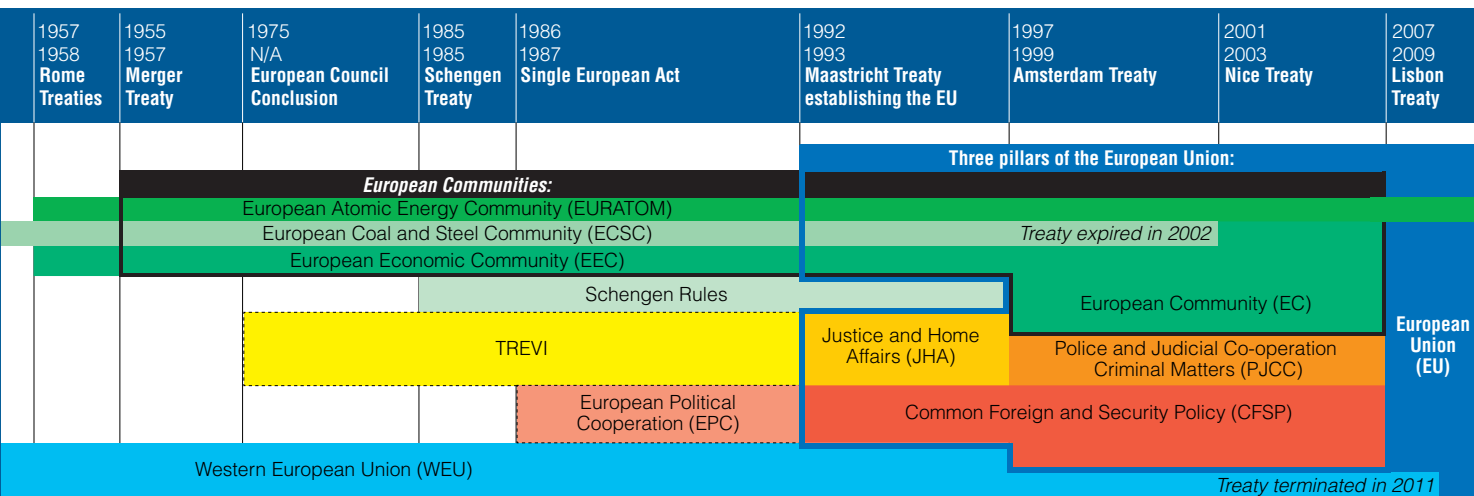 1957
1958
Rome
Treaties
1955
1957
Merger
Treaty
1975
N/A
European Council
Conclusion
1985
1985
Schengen
Treaty
1986
1987
Single European Act
1992
1993
Maastricht Treaty
establishing the EU
1997
1999
Amsterdam Treaty
2001
2003
Nice Treaty
2007
2009
Lisbon
Treaty
Three pillars of the European Union:
European Communities:
European Atomic Energy Community (EURATOM)
European Coal and Steel Community (ECSC)
Treaty expired in 2002
European Economic Community (EEC)
Schengen Rules
European Community (EC)
TREVI
Justice and Home
Affairs (JHA)
Police and Judicial Co-operation
Criminal Matters (PJCC)
European
Union
(EU)
European Political
Cooperation (EPC)
Common Foreign and Security Policy (CFSP)
Western European Union (WEU)
Treaty terminated in 2011